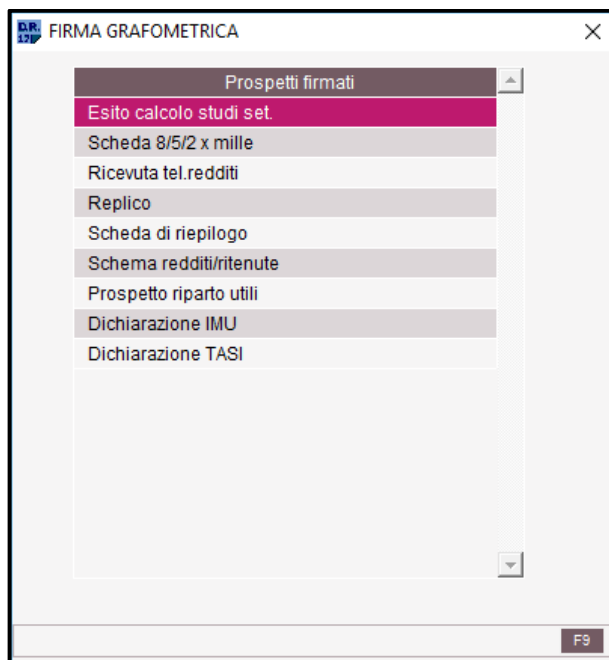 D.R.
17 FIRMA GRAFOMETRICA
Prospetti firmati
Esito calcolo studi set.
Scheda 8/5/2 x mille
Ricevuta tel.redditi
Replico
Scheda di riepilogo
Schema redditi/ritenute
Prospetto riparto utili
Dichiarazione IMU
Dichiarazione TASI
F9